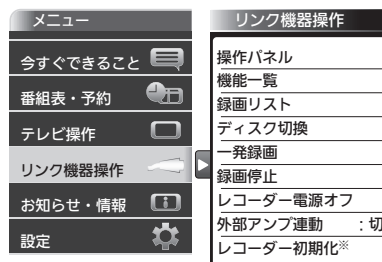 メニュー
今すぐできること
番組表・予約
テレビ操作
リンク機器操作
お知らせ・情報
設定
リンク機器操作
操作パネル
機能一覧
録画リスト
ディスク切換
一発録画
録画停止
レコーダー電源オフ
外部アンプ連動 :切
レコーダー初期化※